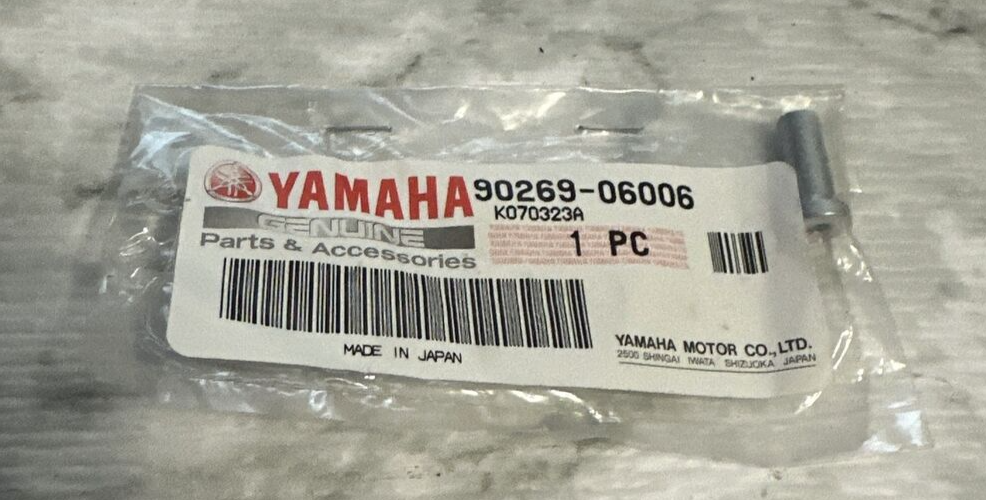 YAMAHA 90269-06006
K070323A
GENUINE
Parts & Accessories
1 PC
MADE IN JAPAN
YAMAHA MOTOR CO.,LTD.
2500 SHINGAI IWATA SHIZUOKA JAPAN